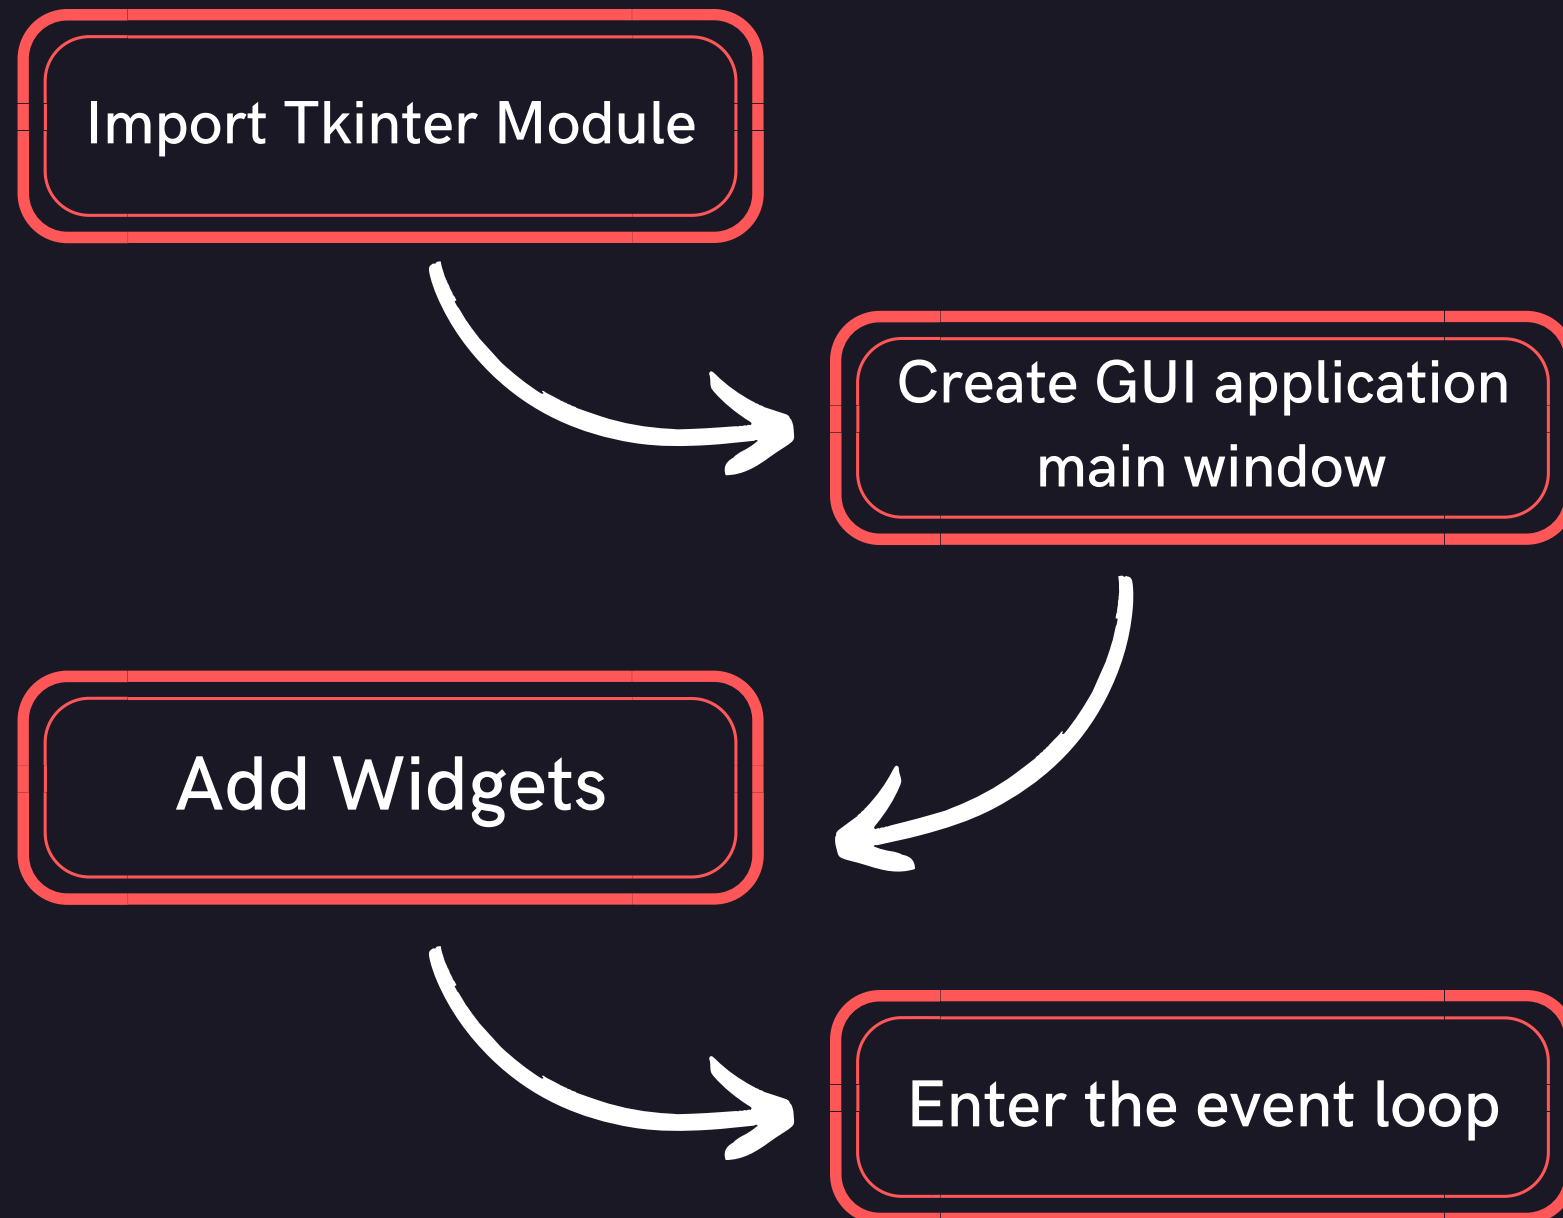 Import Tkinter Module
Create GUI application
main window
Add Widgets
Enter the event loop